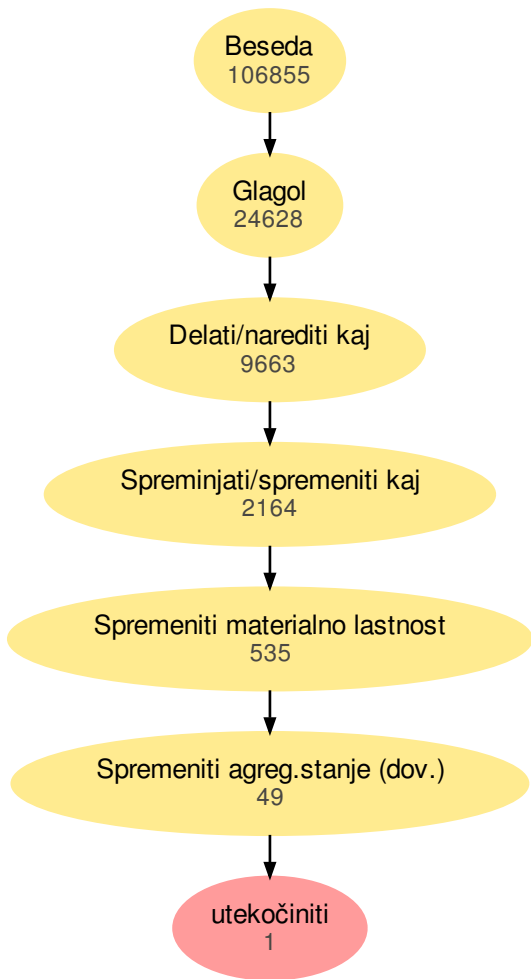 Beseda
106855
Glagol
24628
Delati/narediti kaj
9663
Spreminjati/spremeniti kaj
2164
Spremeniti materialno lastnost
535
Spremeniti agreg.stanje (dov.)
49
utekočiniti
1